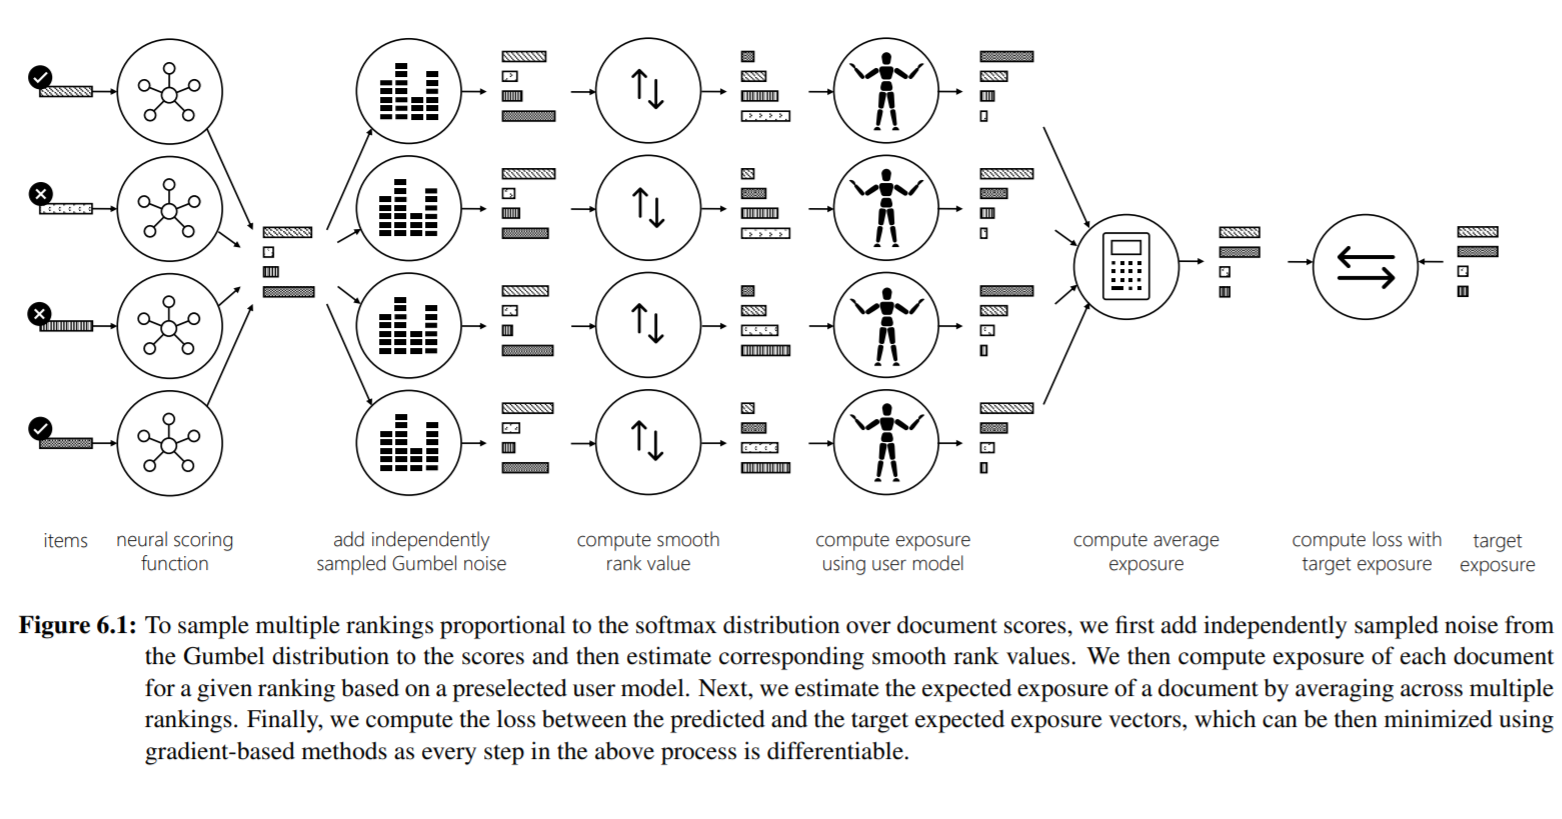 items
neural scoring
function
add independently
sampled Gumbel noise
compute smooth
rank value
compute exposure
using user model
compute average
exposure
compute loss with
target exposure
target
exposure
Figure 6.1: To sample multiple rankings proportional to the softmax distribution over document scores, we first add independently sampled noise from
the Gumbel distribution to the scores and then estimate corresponding smooth rank values. We then compute exposure of each document
for a given ranking based on a preselected user model. Next, we estimate the expected exposure of a document by averaging across multiple
rankings. Finally, we compute the loss between the predicted and the target expected exposure vectors, which can be then minimized using
gradient-based methods as every step in the above process is differentiable.